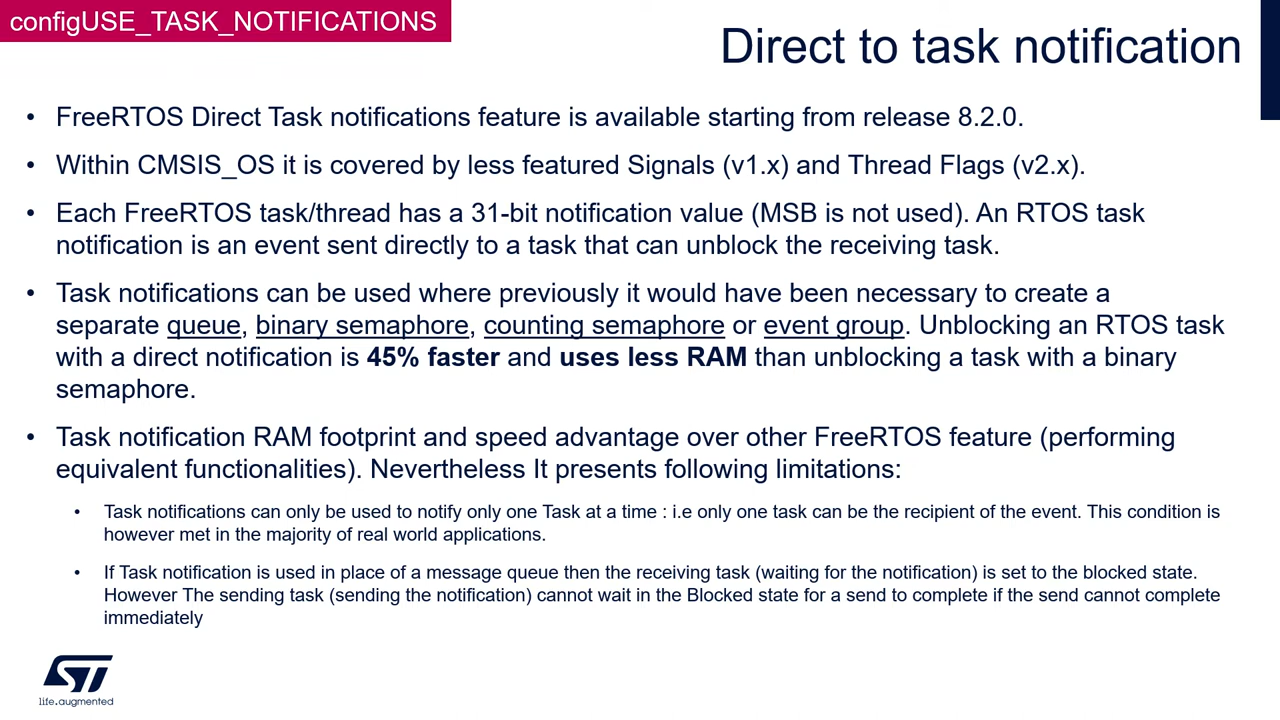 configUSE_TASK_NOTIFICATIONS
Direct to task notification
• FreeRTOS Direct Task notifications feature is available starting from release 8.2.0.
• Within CMSIS_OS it is covered by less featured Signals (v1.x) and Thread Flags (v2.x).
• Each FreeRTOS task/thread has a 31-bit notification value (MSB is not used). An RTOS task
notification is an event sent directly to a task that can unblock the receiving task.
• Task notifications can be used where previously it would have been necessary to create a
separate queue, binary semaphore, counting semaphore or event group. Unblocking an RTOS task
with a direct notification is 45% faster and uses less RAM than unblocking a task with a binary
semaphore.
• Task notification RAM footprint and speed advantage over other FreeRTOS feature (performing
equivalent functionalities). Nevertheless It presents following limitations:
• Task notifications can only be used to notify only one Task at a time : i.e only one task can be the recipient of the event. This condition is
however met in the majority of real world applications.
• If Task notification is used in place of a message queue then the receiving task (waiting for the notification) is set to the blocked state.
However The sending task (sending the notification) cannot wait in the Blocked state for a send to complete if the send cannot complete
immediately
ST
life.augmented